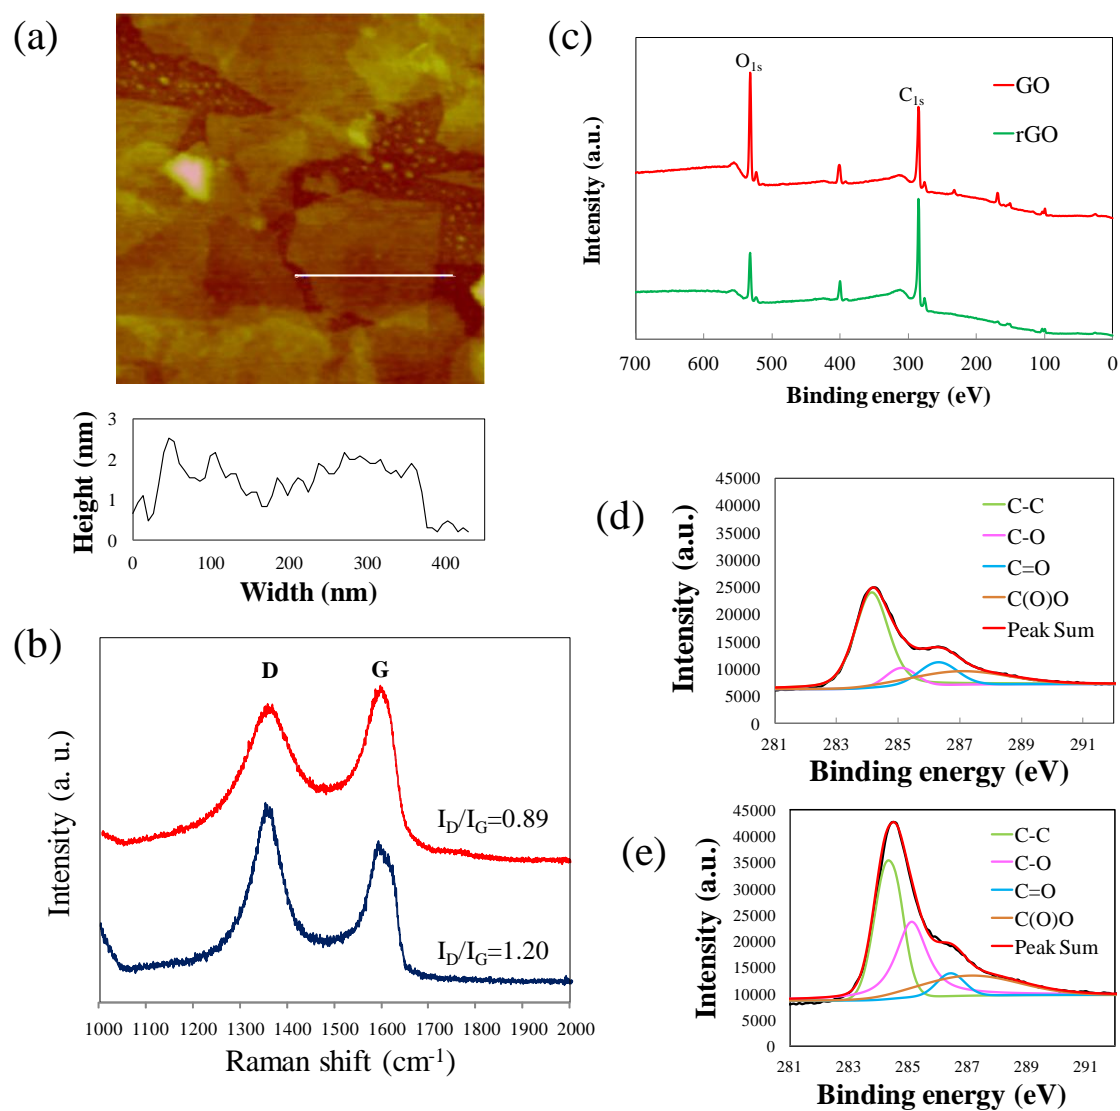 (a)
Height (nm)
3
2
1
0
0 100 200 300 400
Width (nm)
(b)
D G
I_D/I_G=0.89
I_D/I_G=1.20
Intensity (a. u.)
1000 1100 1200 1300 1400 1500 1600 1700 1800 1900 2000
Raman shift (cm⁻¹)
(c)
O₁ₛ
C₁ₛ
GO
rGO
Intensity (a.u.)
700 600 500 400 300 200 100 0
Binding energy (eV)
(d)
45000
40000
35000
30000
25000
20000
15000
10000
5000
0
Intensity (a.u.)
C-C
C-O
C=O
C(O)O
Peak Sum
281 283 285 287 289 291
Binding energy (eV)
(e)
45000
40000
35000
30000
25000
20000
15000
10000
5000
0
Intensity (a.u.)
C-C
C-O
C=O
C(O)O
Peak Sum
281 283 285 287 289 291
Binding energy (eV)